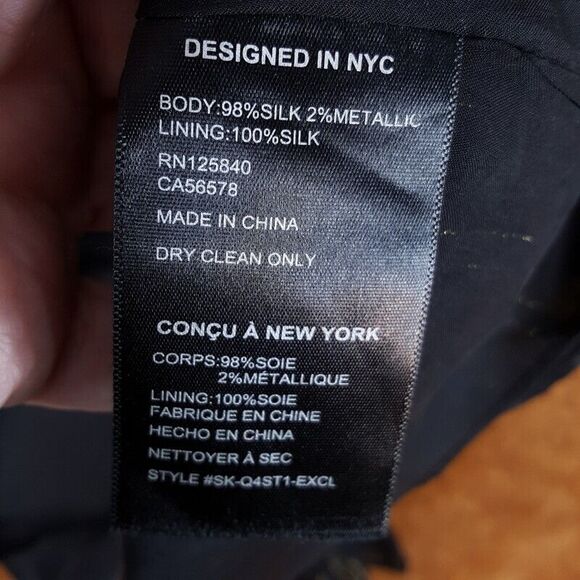 DESIGNED IN NYC
BODY:98%SILK 2%METALLIC
LINING:100%SILK
RN125840
CA56578
MADE IN CHINA
DRY CLEAN ONLY
CONÇU À NEW YORK
CORPS:98%SOIE
2%MÉTALLIQUE
LINING:100%SOIE
FABRIQUE EN CHINE
HECHO EN CHINA
NETTOYER À SEC
STYLE #SK-Q4ST1-EXCL